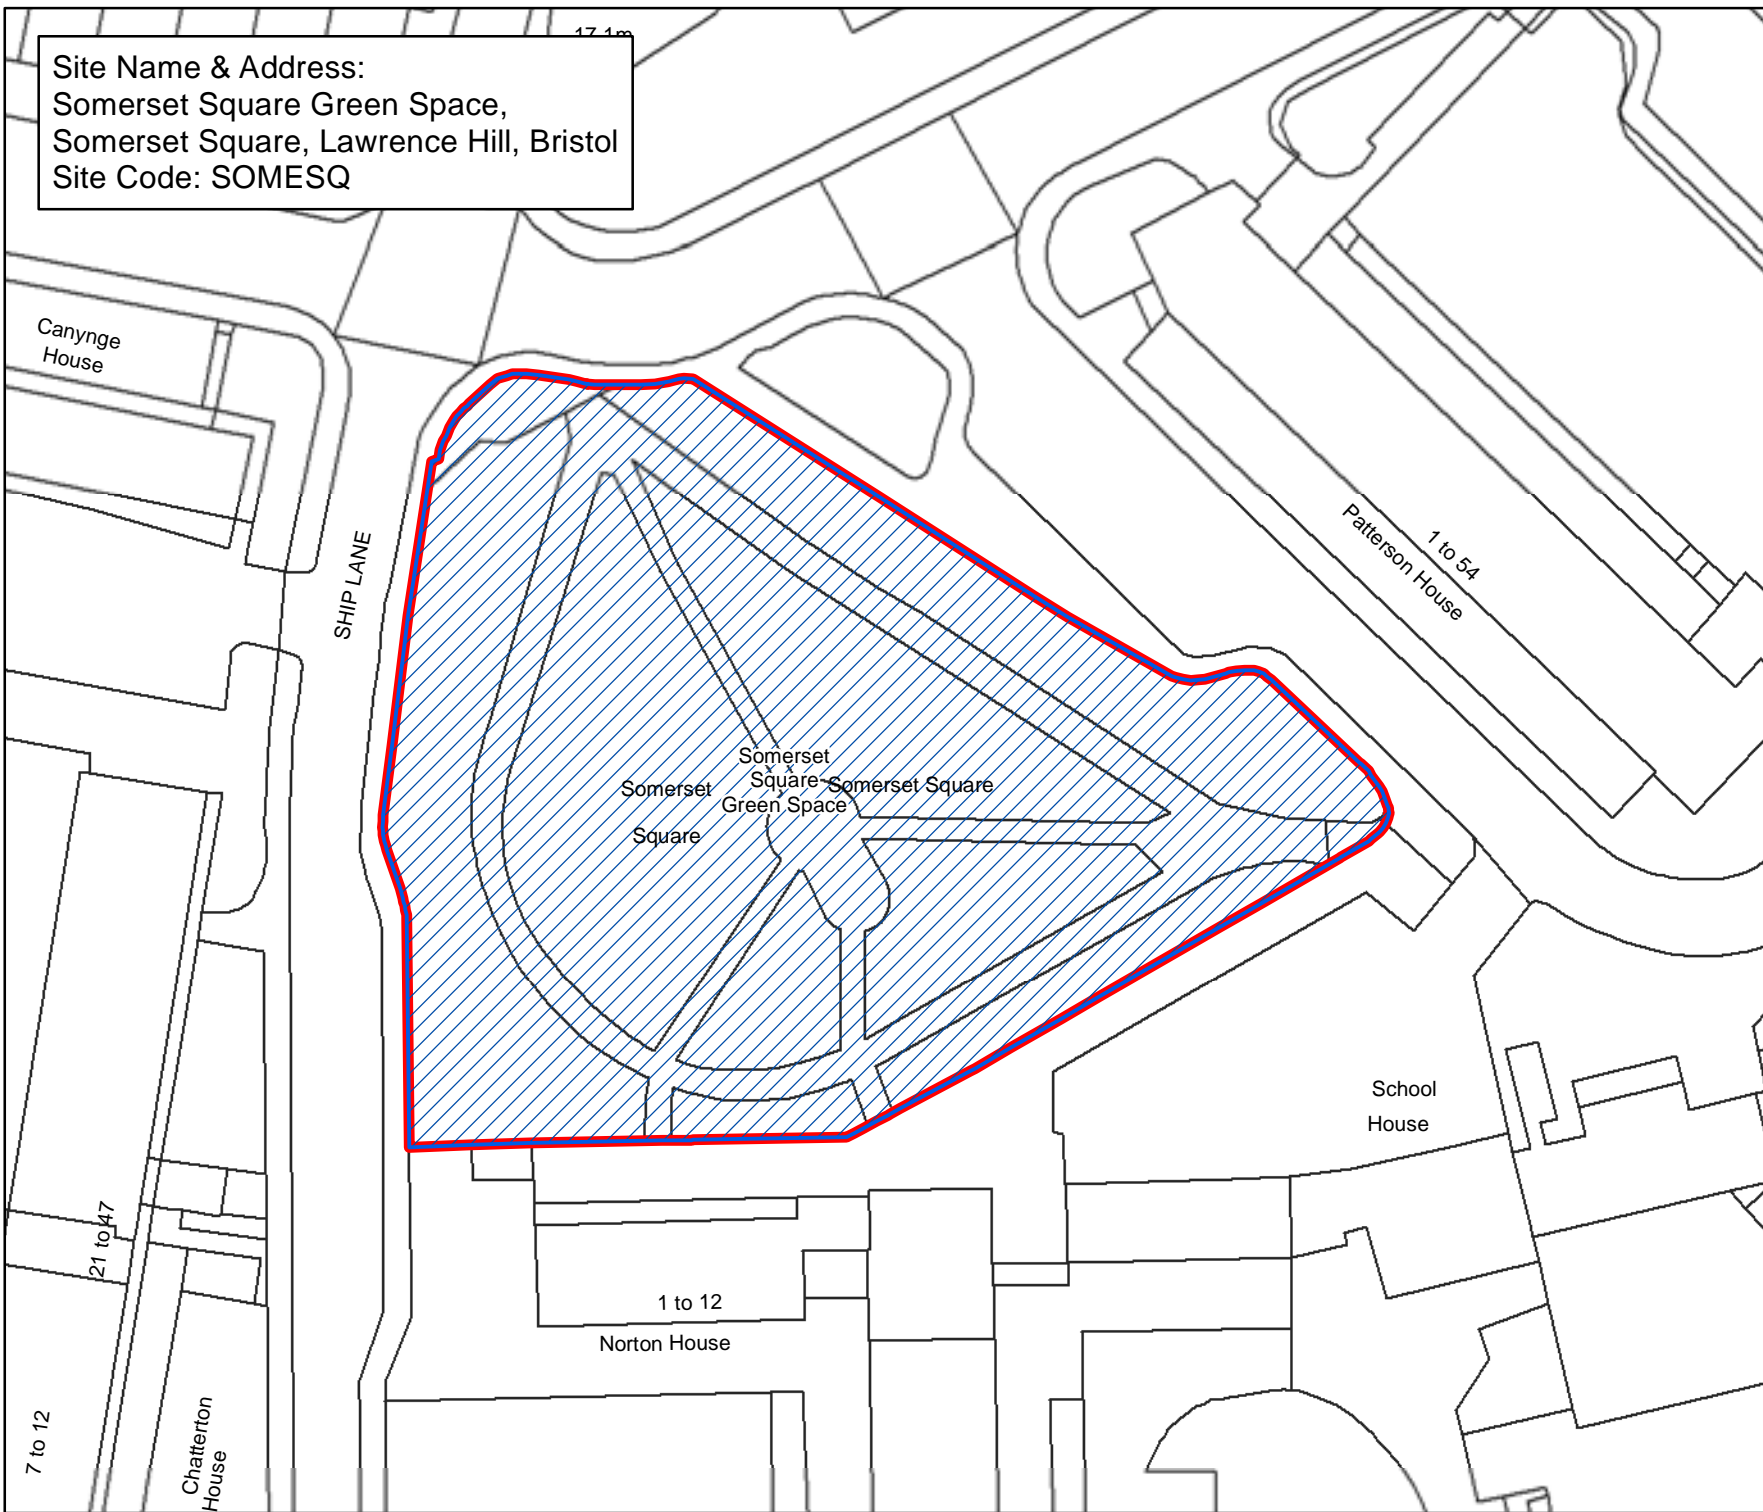 17.1m
Site Name & Address:
Somerset Square Green Space,
Somerset Square, Lawrence Hill, Bristol
Site Code: SOMESQ
Canynge
House
SHIP LANE
1 to 54
Patterson House
Somerset
Square
Green Space
Somerset Square
Somerset
Square
School
House
21 to 47
1 to 12
Norton House
7 to 12
Chatterton
House